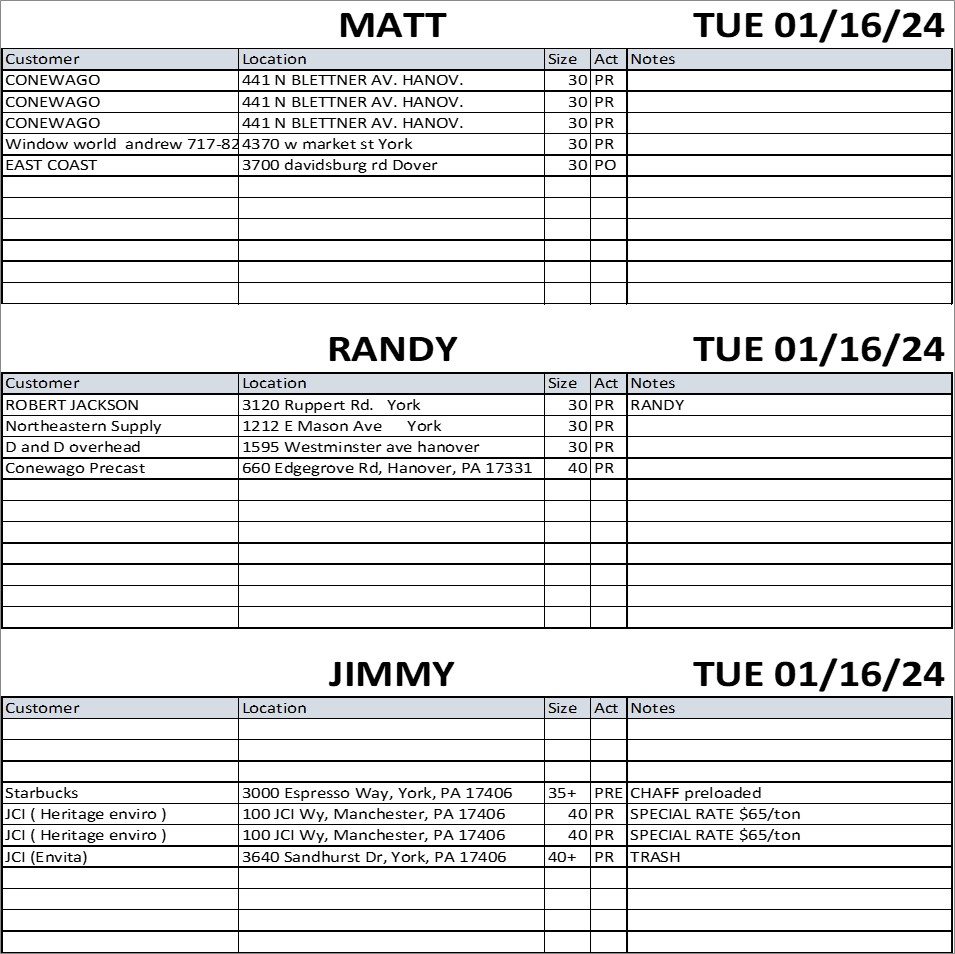 MATT TUE 01/16/24
Customer Location Size Act Notes
CONEWAGO 441 N BLETTNER AV. HANOV. 30 PR
CONEWAGO 441 N BLETTNER AV. HANOV. 30 PR
CONEWAGO 441 N BLETTNER AV. HANOV. 30 PR
Window world andrew 717-82 4370 w market st York 30 PR
EAST COAST 3700 davidsburg rd Dover 30 PO
RANDY TUE 01/16/24
Customer Location Size Act Notes
ROBERT JACKSON 3120 Ruppert Rd. York 30 PR RANDY
Northeastern Supply 1212 E Mason Ave York 30 PR
D and D overhead 1595 Westminster ave hanover 30 PR
Conewago Precast 660 Edgegrove Rd, Hanover, PA 17331 40 PR
JIMMY TUE 01/16/24
Customer Location Size Act Notes
Starbucks 3000 Espresso Way, York, PA 17406 35+ PRE CHAFF preloaded
JCI ( Heritage enviro ) 100 JCI Wy, Manchester, PA 17406 40 PR SPECIAL RATE $65/ton
JCI ( Heritage enviro ) 100 JCI Wy, Manchester, PA 17406 40 PR SPECIAL RATE $65/ton
JCI (Envita) 3640 Sandhurst Dr, York, PA 17406 40+ PR TRASH